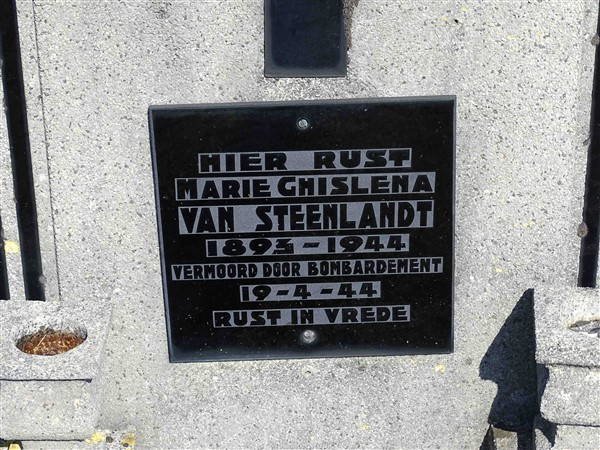 HIER RUST
MARIE GHISLENA
VAN STEENLANDT
1893-1944
VERMOORD DOOR BOMBARDEMENT
19-4-44
RUST IN VREDE